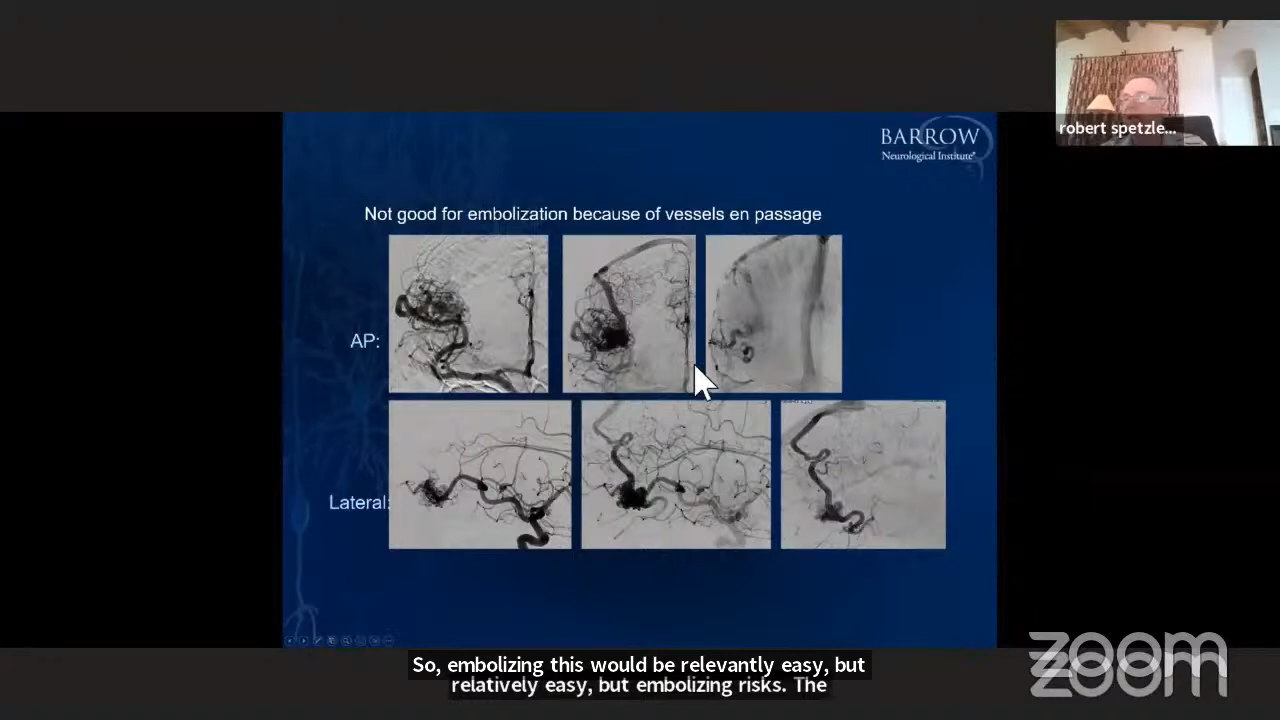 robert spetzle...
BARROW
Neurological Institute®
Not good for embolization because of vessels en passage
AP:
Lateral:
So, embolizing this would be relevantly easy, but
relatively easy, but embolizing risks. The
zoom